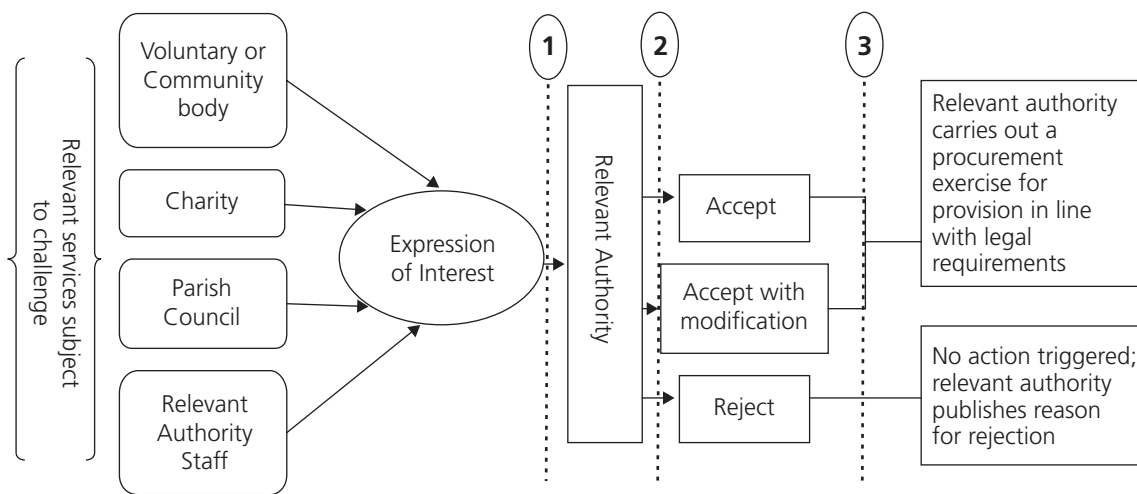 Relevant services subject
to challenge
Voluntary or
Community
body
Charity
Parish
Council
Relevant
Authority
Staff
Expression
of Interest
1
Relevant Authority
2
Accept
Accept with
modification
Reject
3
Relevant authority
carries out a
procurement
exercise for
provision in line
with legal
requirements
No action triggered;
relevant authority
publishes reason
for rejection